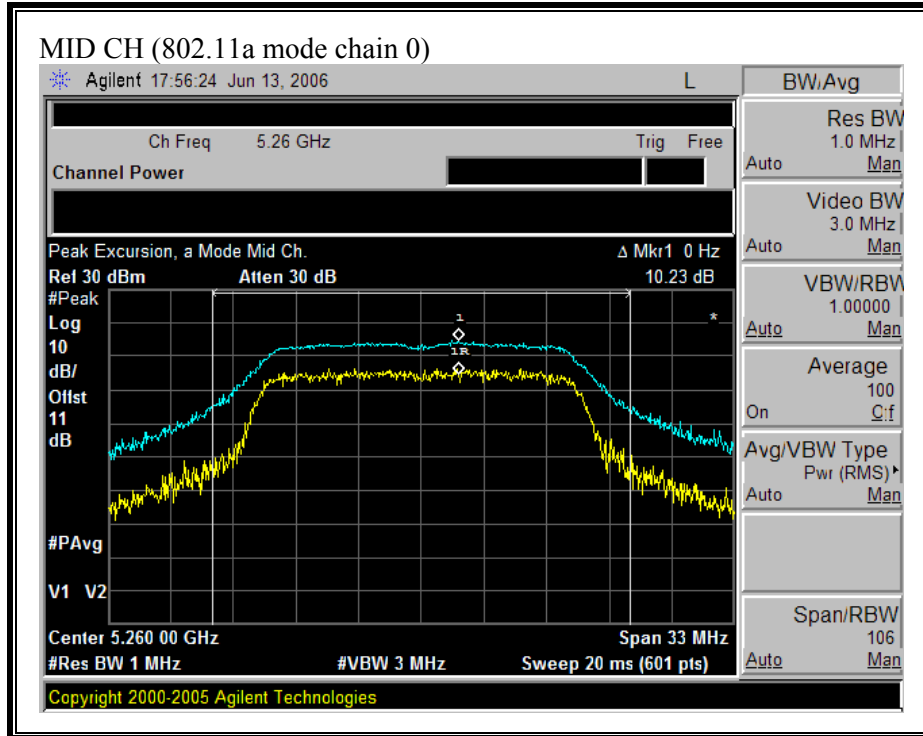 MID CH (802.11a mode chain 0)
Agilent 17:56:24 Jun 13, 2006 L
BW/Avg
Ch Freq 5.26 GHz Trig Free
Channel Power
Peak Excursion, a Mode Mid Ch. Δ Mkr1 0 Hz
Ref 30 dBm Atten 30 dB 10.23 dB
#Peak
Log
10
dB/
Offst
11
dB
1
1R
*
#PAvg
V1 V2
Center 5.260 00 GHz Span 33 MHz
#Res BW 1 MHz #VBW 3 MHz Sweep 20 ms (601 pts)
Copyright 2000-2005 Agilent Technologies
Res BW
1.0 MHz
Auto Man
Video BW
3.0 MHz
Auto Man
VBW/RBW
1.00000
Auto Man
Average
100
On Off
Avg/VBW Type
Pwr (RMS)
Auto Man
Span/RBW
106
Auto Man